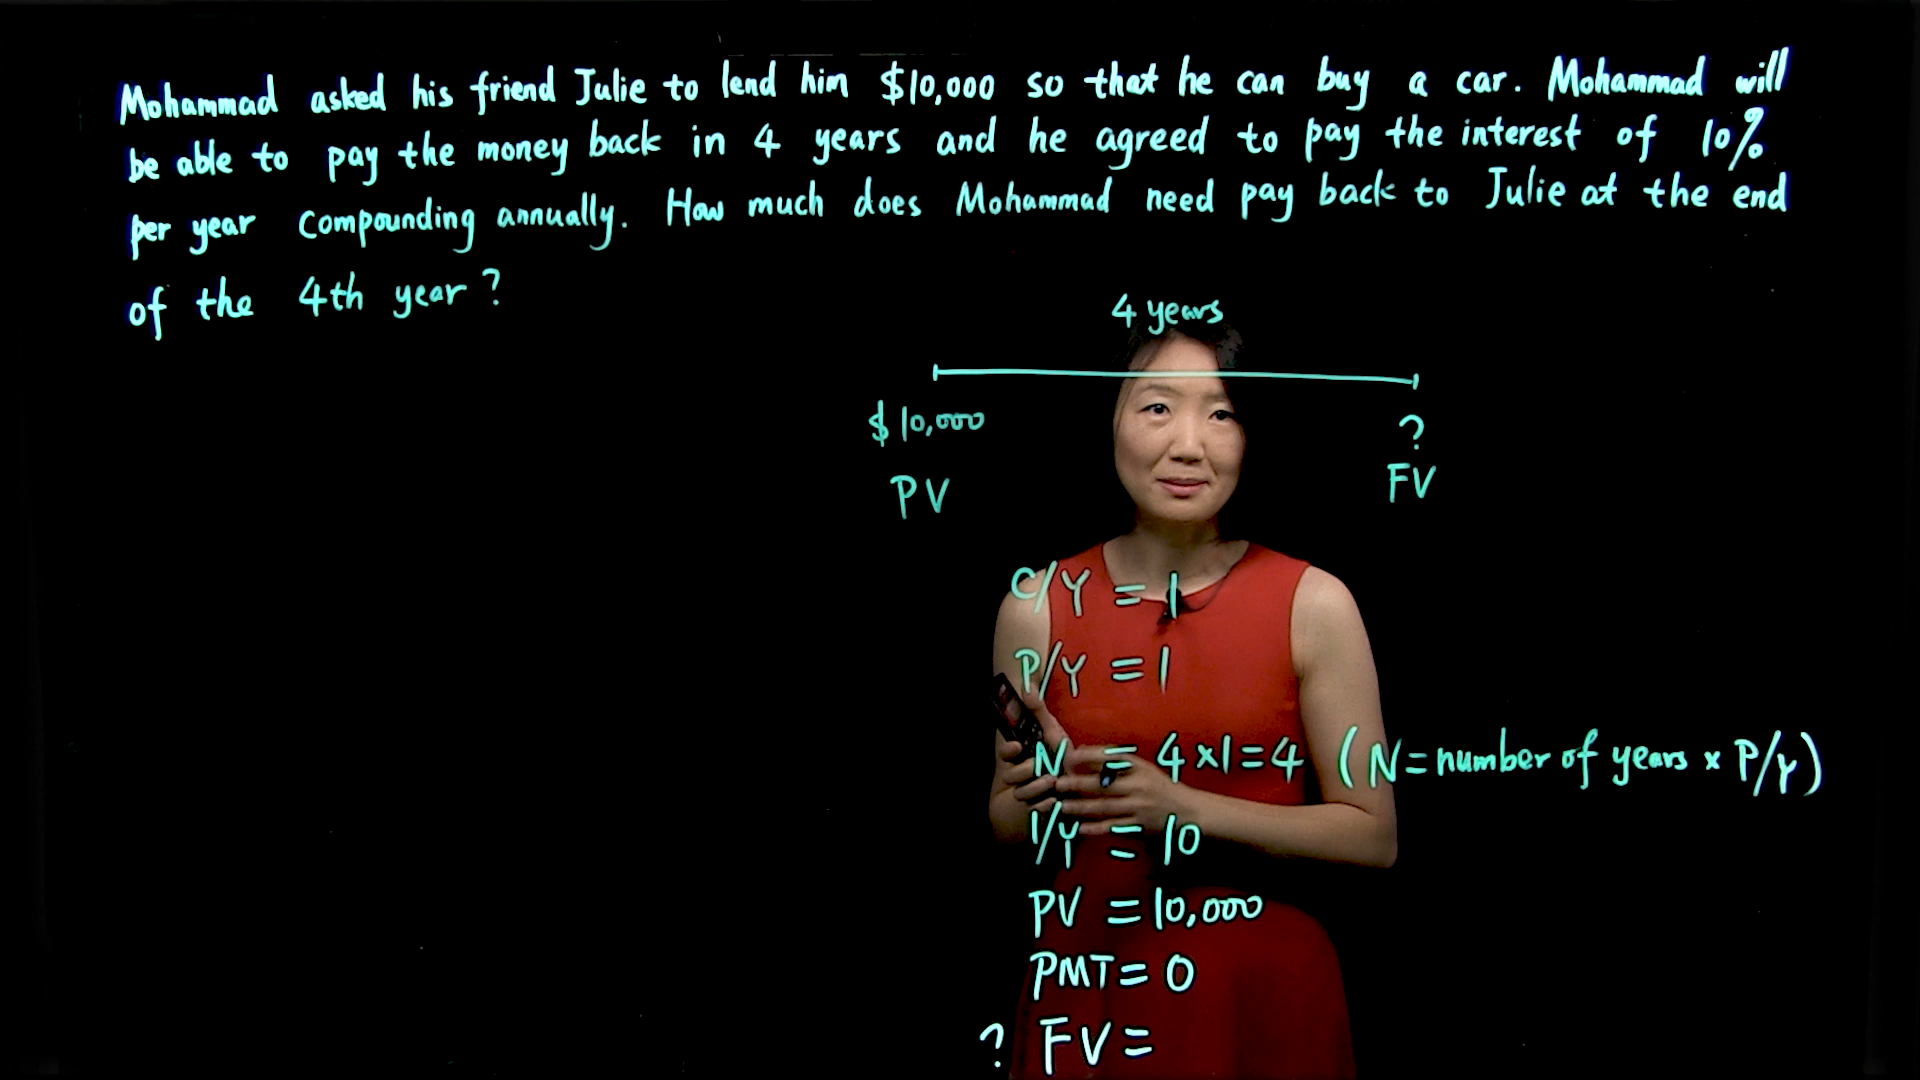 Mohammad asked his friend Julie to lend him $10,000 so that he can buy a car. Mohammad will
be able to pay the money back in 4 years and he agreed to pay the interest of 10%
per year compounding annually. How much does Mohammad need pay back to Julie at the end
of the 4th year?
4 years
$10,000
?
PV
FV
C/Y = 1
P/Y = 1
N = 4 x 1 = 4 (N = number of years x P/Y)
I/Y = 10
PV = 10,000
PMT = 0
? FV =